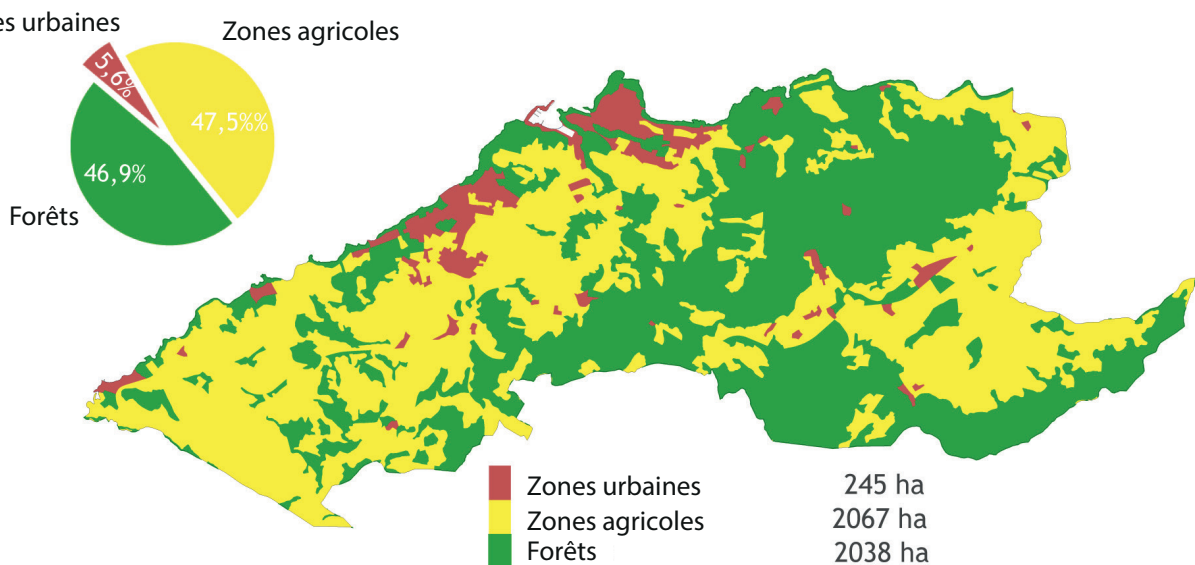 es urbaines
Zones agricoles
5,6%
47,5%%
46,9%
Forêts
Zones urbaines 245 ha
Zones agricoles 2067 ha
Forêts 2038 ha